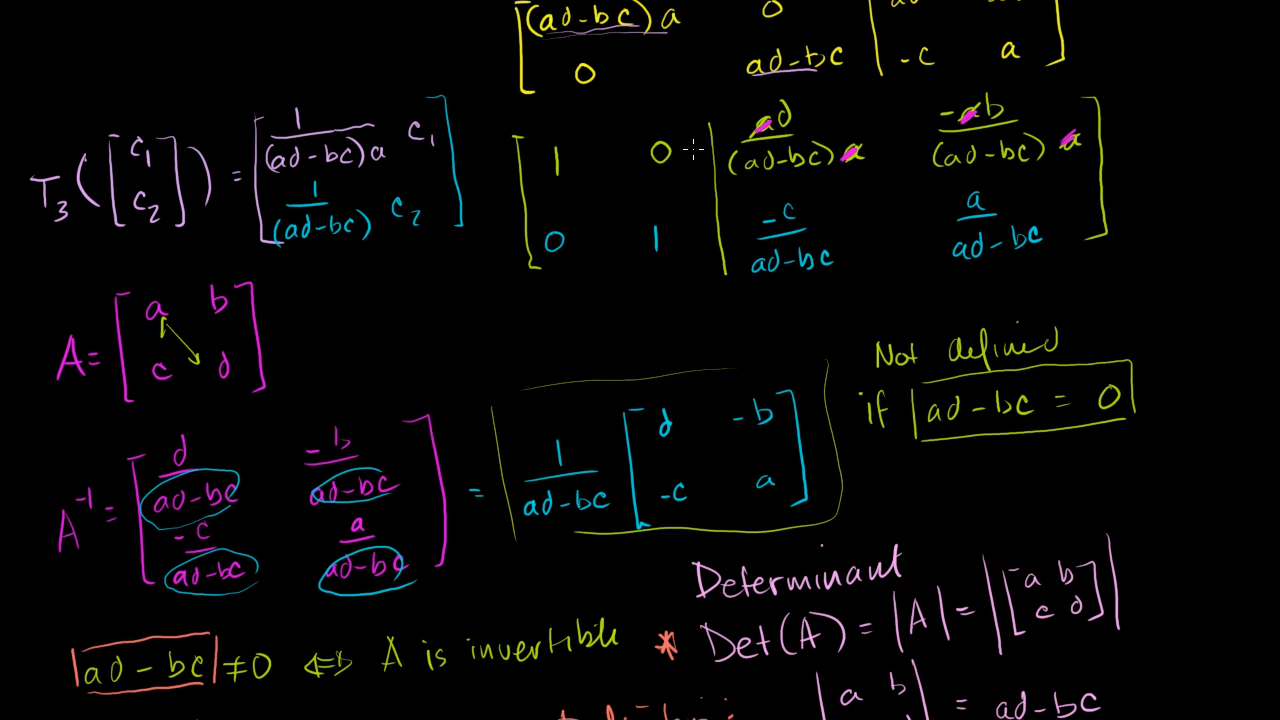 [(ad-bc)a 0 |
0 ad-bc | -c a]
T₃([c₁ c₂]) = [1/(ad-bc)a c₁
1/(ad-bc) c₂]
[1 0 | ad/(ad-bc)a -ab/(ad-bc)a
0 1 | -c/ad-bc a/ad-bc]
A = [a b
c d]
Not defined
if ad-bc = 0
A⁻¹ = [d/ad-bc -b/ad-bc
-c/ad-bc a/ad-bc]
= 1/ad-bc [d -b
-c a]
Determinant
Det(A) = |A| = |[a b
c d]|
ad-bc ≠ 0 ⇔ A is invertible *
|a b| = ad-bc